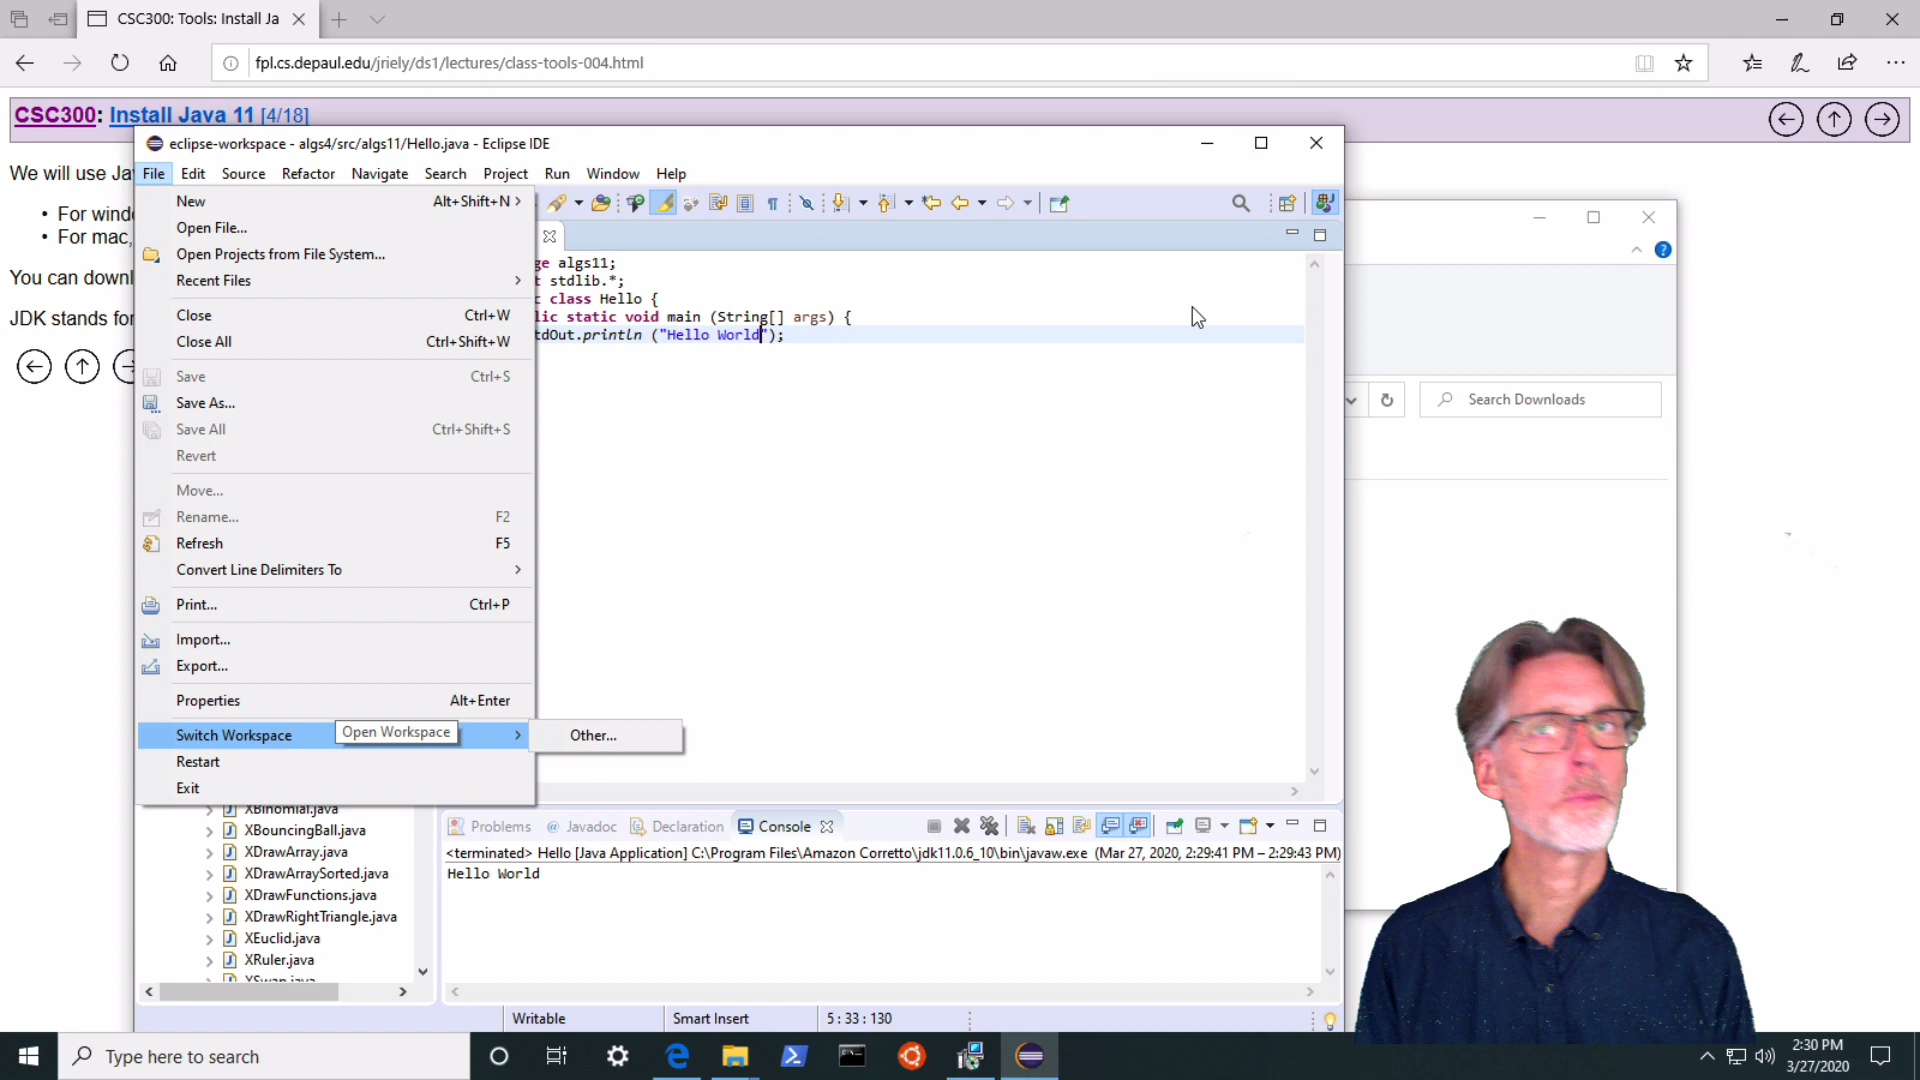 CSC300: Tools: Install Ja
fpl.cs.depaul.edu/jriely/ds1/lectures/class-tools-004.html
CSC300: Install Java 11 [4/18]
We will use Ja
• For wind
• For mac,
You can downl
JDK stands for
eclipse-workspace - algs4/src/algs11/Hello.java - Eclipse IDE
File Edit Source Refactor Navigate Search Project Run Window Help
New Alt+Shift+N
Open File...
Open Projects from File System...
Recent Files
Close Ctrl+W
Close All Ctrl+Shift+W
Save Ctrl+S
Save As...
Save All Ctrl+Shift+S
Revert
Move...
Rename... F2
Refresh F5
Convert Line Delimiters To
Print... Ctrl+P
Import...
Export...
Properties Alt+Enter
Switch Workspace
Open Workspace
Other...
Restart
Exit
ge algs11;
t stdlib.*;
c class Hello {
lic static void main (String[] args) {
tdOut.println ("Hello World");
Search Downloads
XBinomial.java
XBouncingBall.java
XDrawArray.java
XDrawArraySorted.java
XDrawFunctions.java
XDrawRightTriangle.java
XEuclid.java
XRuler.java
XSwap.java
Problems @ Javadoc Declaration Console
<terminated> Hello [Java Application] C:\Program Files\Amazon Corretto\jdk11.0.6_10\bin\javaw.exe (Mar 27, 2020, 2:29:41 PM – 2:29:43 PM)
Hello World
Writable Smart Insert 5 : 33 : 130
Type here to search
2:30 PM
3/27/2020